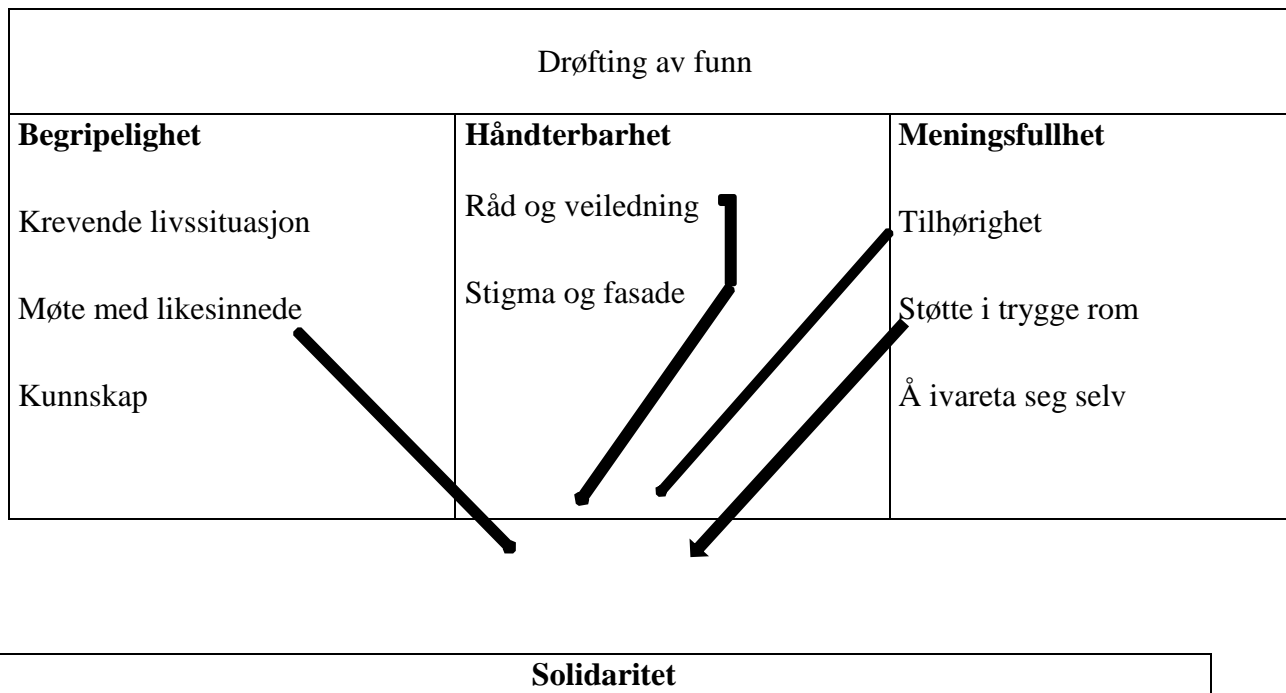 Drøfting av funn
Begripelighet
Krevende livssituasjon
Møte med likesinnede
Kunnskap
Håndterbarhet
Råd og veiledning
Stigma og fasade
Meningsfullhet
Tilhørighet
Støtte i trygge rom
Å ivareta seg selv
Solidaritet